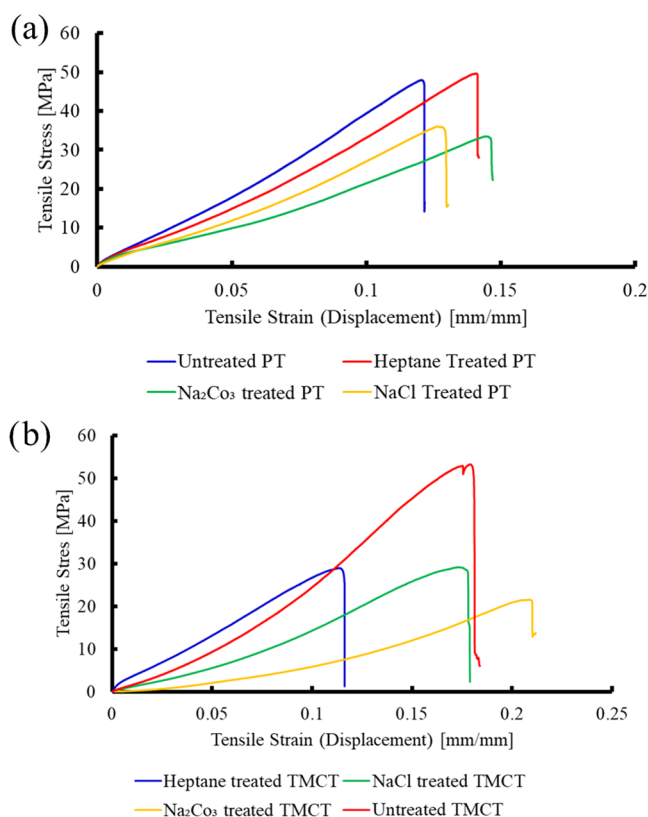 (a)
60
50
40
30
20
10
0
Tensile Stress [MPa]
0 0.05 0.1 0.15 0.2
Tensile Strain (Displacement) [mm/mm]
Untreated PT Heptane Treated PT
Na₂Co₃ treated PT NaCl Treated PT
(b)
60
50
40
30
20
10
0
Tensile Stres [MPa]
0 0.05 0.1 0.15 0.2 0.25
Tensile Strain (Displacement) [mm/mm]
Heptane treated TMCT NaCl treated TMCT
Na₂Co₃ treated TMCT Untreated TMCT